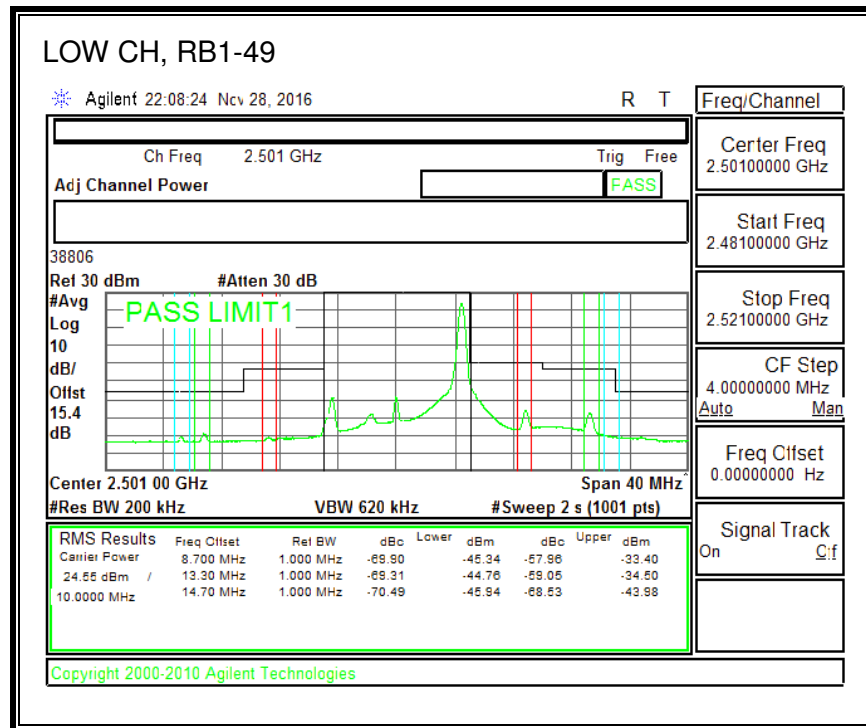 LOW CH, RB1-49
Agilent 22:08:24 Nov 28, 2016 R T
Freq/Channel
Ch Freq 2.501 GHz Trig Free
Adj Channel Power PASS
Center Freq
2.50100000 GHz
Start Freq
2.48100000 GHz
Stop Freq
2.52100000 GHz
CF Step
4.00000000 MHz
Auto Man
Freq Offset
0.00000000 Hz
Signal Track
On Off
38806
Ref 30 dBm #Atten 30 dB
#Avg
Log
10
dB/
Offst
15.4
dB
PASS LIMIT1
Center 2.501 00 GHz Span 40 MHz
#Res BW 200 kHz VBW 620 kHz #Sweep 2 s (1001 pts)
RMS Results Freq Offset Ref BW dBc Lower dBm dBc Upper dBm
Carrier Power 8.700 MHz 1.000 MHz -69.90 -45.34 -57.96 -33.40
24.55 dBm / 13.30 MHz 1.000 MHz -69.31 -44.76 -59.05 -34.50
10.0000 MHz 14.70 MHz 1.000 MHz -70.49 -45.94 -68.53 -43.98
Copyright 2000-2010 Agilent Technologies